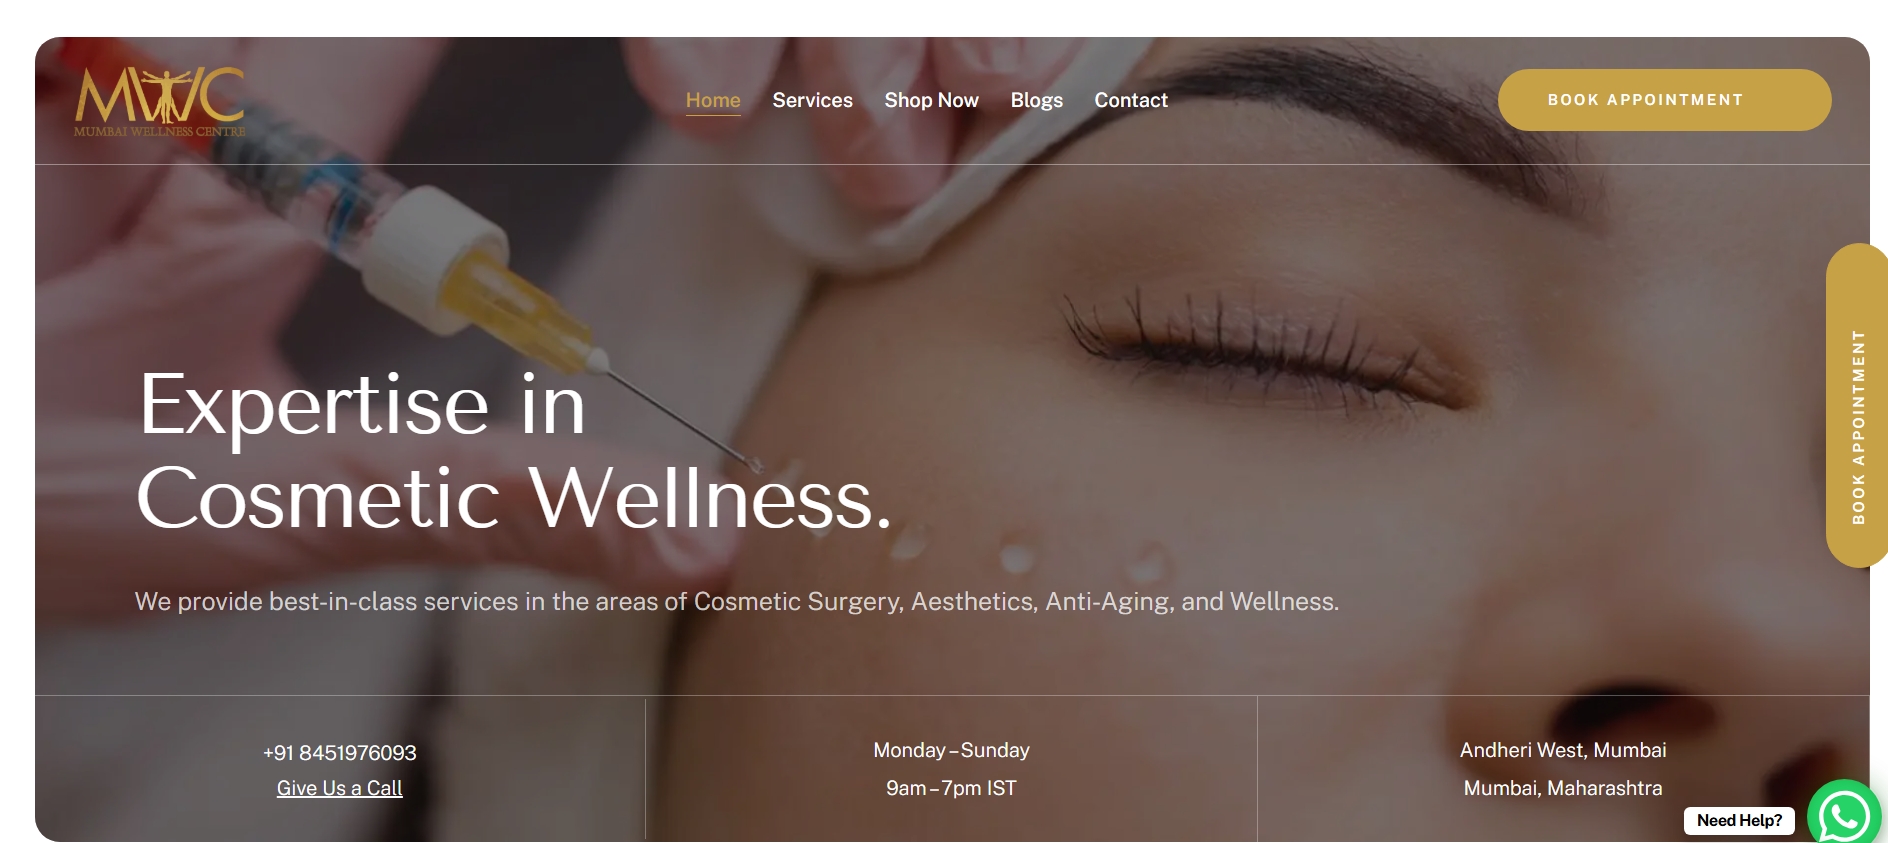 MWC
MUMBAI WELLNESS CENTRE
Home
Services
Shop Now
Blogs
Contact
BOOK APPOINTMENT
BOOK APPOINTMENT
Expertise in
Cosmetic Wellness.
We provide best-in-class services in the areas of Cosmetic Surgery, Aesthetics, Anti-Aging, and Wellness.
+91 8451976093
Give Us a Call
Monday – Sunday
9am – 7pm IST
Andheri West, Mumbai
Mumbai, Maharashtra
Need Help?